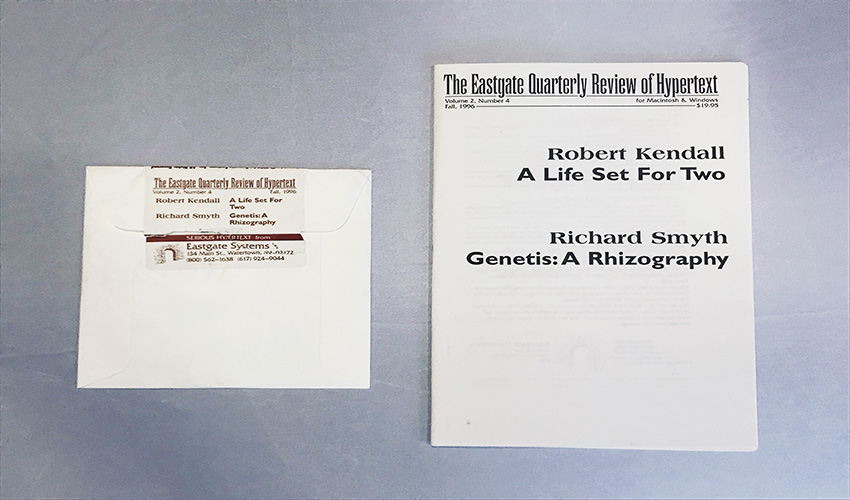 The Eastgate Quarterly Review of Hypertext
Volume 2, Number 4 Fall, 1996
Robert Kendall A Life Set For
Two
Richard Smyth Genetis: A
Rhizography
SERIOUS HYPERTEXT from
Eastgate Systems
134 Main St., Watertown, 
(800) 562-1638 (617) 924-9044
The Eastgate Quarterly Review of Hypertext
Volume 2, Number 4 for Macintosh & Windows
Fall, 1996 $19.95
Robert Kendall
A Life Set For Two
Richard Smyth
Genetis: A Rhizography